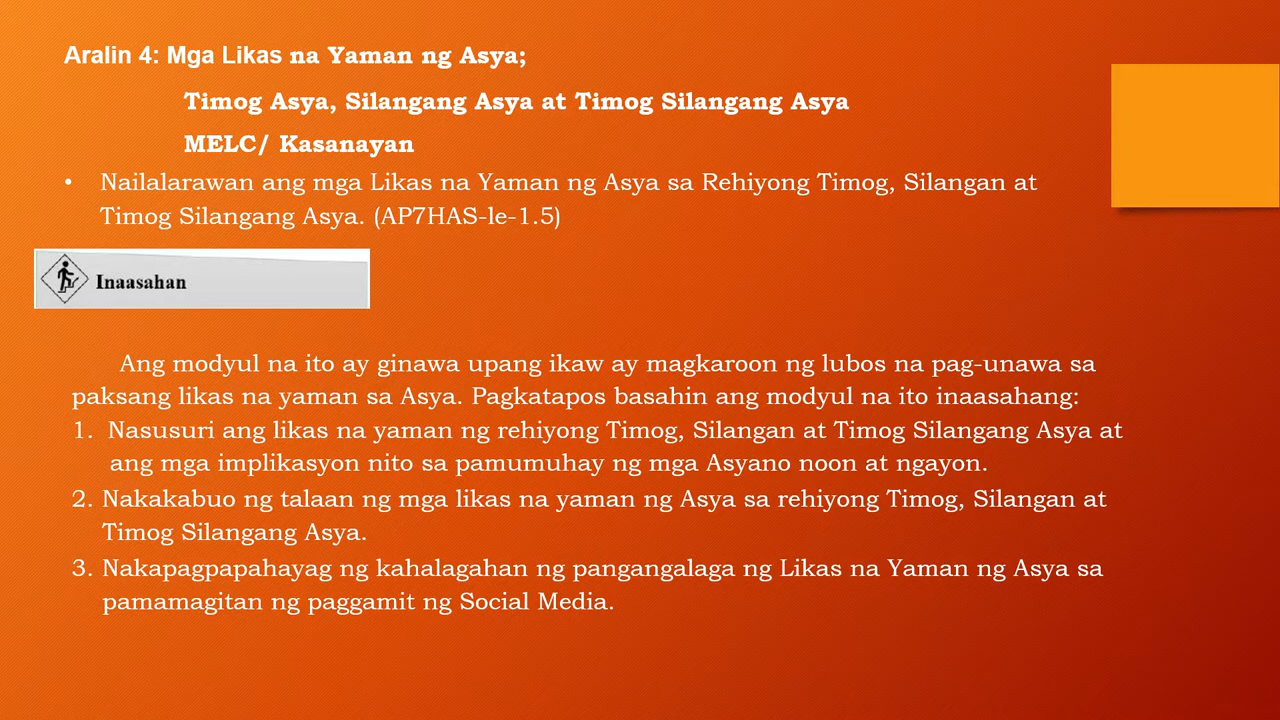 Aralin 4: Mga Likas na Yaman ng Asya;
Timog Asya, Silangang Asya at Timog Silangang Asya
MELC/ Kasanayan
• Nailalarawan ang mga Likas na Yaman ng Asya sa Rehiyong Timog, Silangan at
Timog Silangang Asya. (AP7HAS-le-1.5)
Inaasahan
Ang modyul na ito ay ginawa upang ikaw ay magkaroon ng lubos na pag-unawa sa
paksang likas na yaman sa Asya. Pagkatapos basahin ang modyul na ito inaasahang:
1. Nasusuri ang likas na yaman ng rehiyong Timog, Silangan at Timog Silangang Asya at
ang mga implikasyon nito sa pamumuhay ng mga Asyano noon at ngayon.
2. Nakakabuo ng talaan ng mga likas na yaman ng Asya sa rehiyong Timog, Silangan at
Timog Silangang Asya.
3. Nakapagpapahayag ng kahalagahan ng pangangalaga ng Likas na Yaman ng Asya sa
pamamagitan ng paggamit ng Social Media.